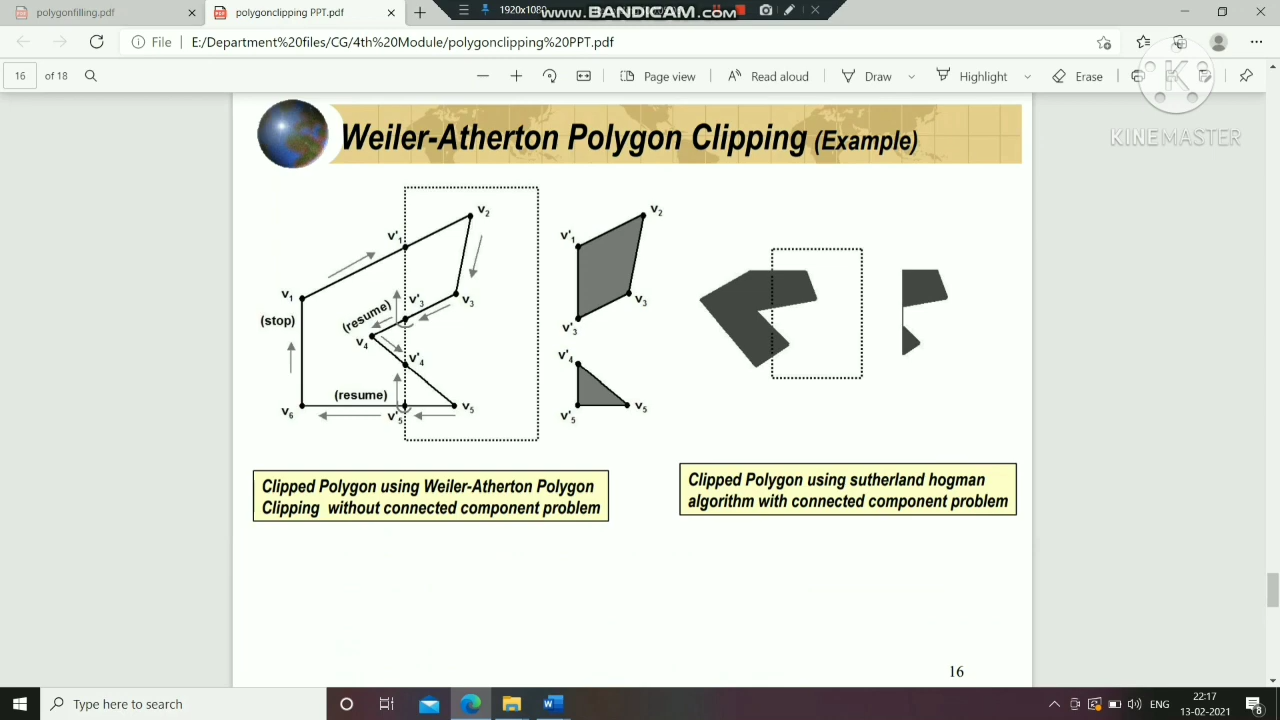 polygonfilling.pdf
polygonclipping PPT.pdf
1920x1080
www.BANDICAM.com
File
E:/Department%20files/CG/4th%20Module/polygonclipping%20PPT.pdf
16
of 18
Page view
Read aloud
Draw
Highlight
Erase
K
KINEMASTER
Weiler-Atherton Polygon Clipping (Example)
v2
v'1
v1
(stop)
(resume)
v'3
v3
v4
v'4
(resume)
v5
v6
v'5
v2
v'1
v3
v'3
v'4
v5
v'5
Clipped Polygon using Weiler-Atherton Polygon
Clipping without connected component problem
Clipped Polygon using sutherland hogman
algorithm with connected component problem
16
Type here to search
ENG
22:17
13-02-2021
8